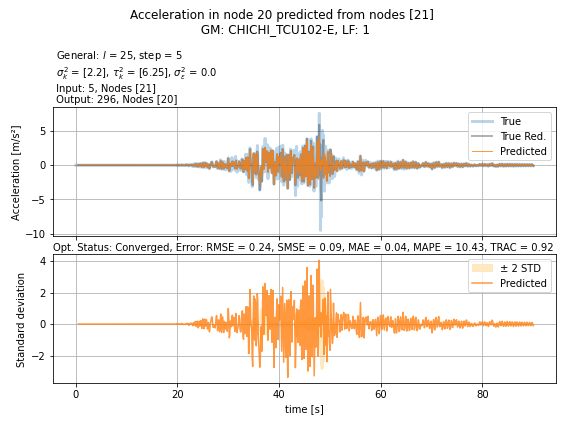 Acceleration in node 20 predicted from nodes [21]
GM: CHICHI_TCU102-E, LF: 1
General: l = 25, step = 5
σ²ₖ = [2.2], τ²ₖ = [6.25], σ²ε = 0.0
Input: 5, Nodes [21]
Output: 296, Nodes [20]
Acceleration [m/s²]
5
0
−5
−10
True
True Red.
Predicted
Opt. Status: Converged, Error: RMSE = 0.24, SMSE = 0.09, MAE = 0.04, MAPE = 10.43, TRAC = 0.92
Standard deviation
4
2
0
−2
± 2 STD
Predicted
0 20 40 60 80
time [s]